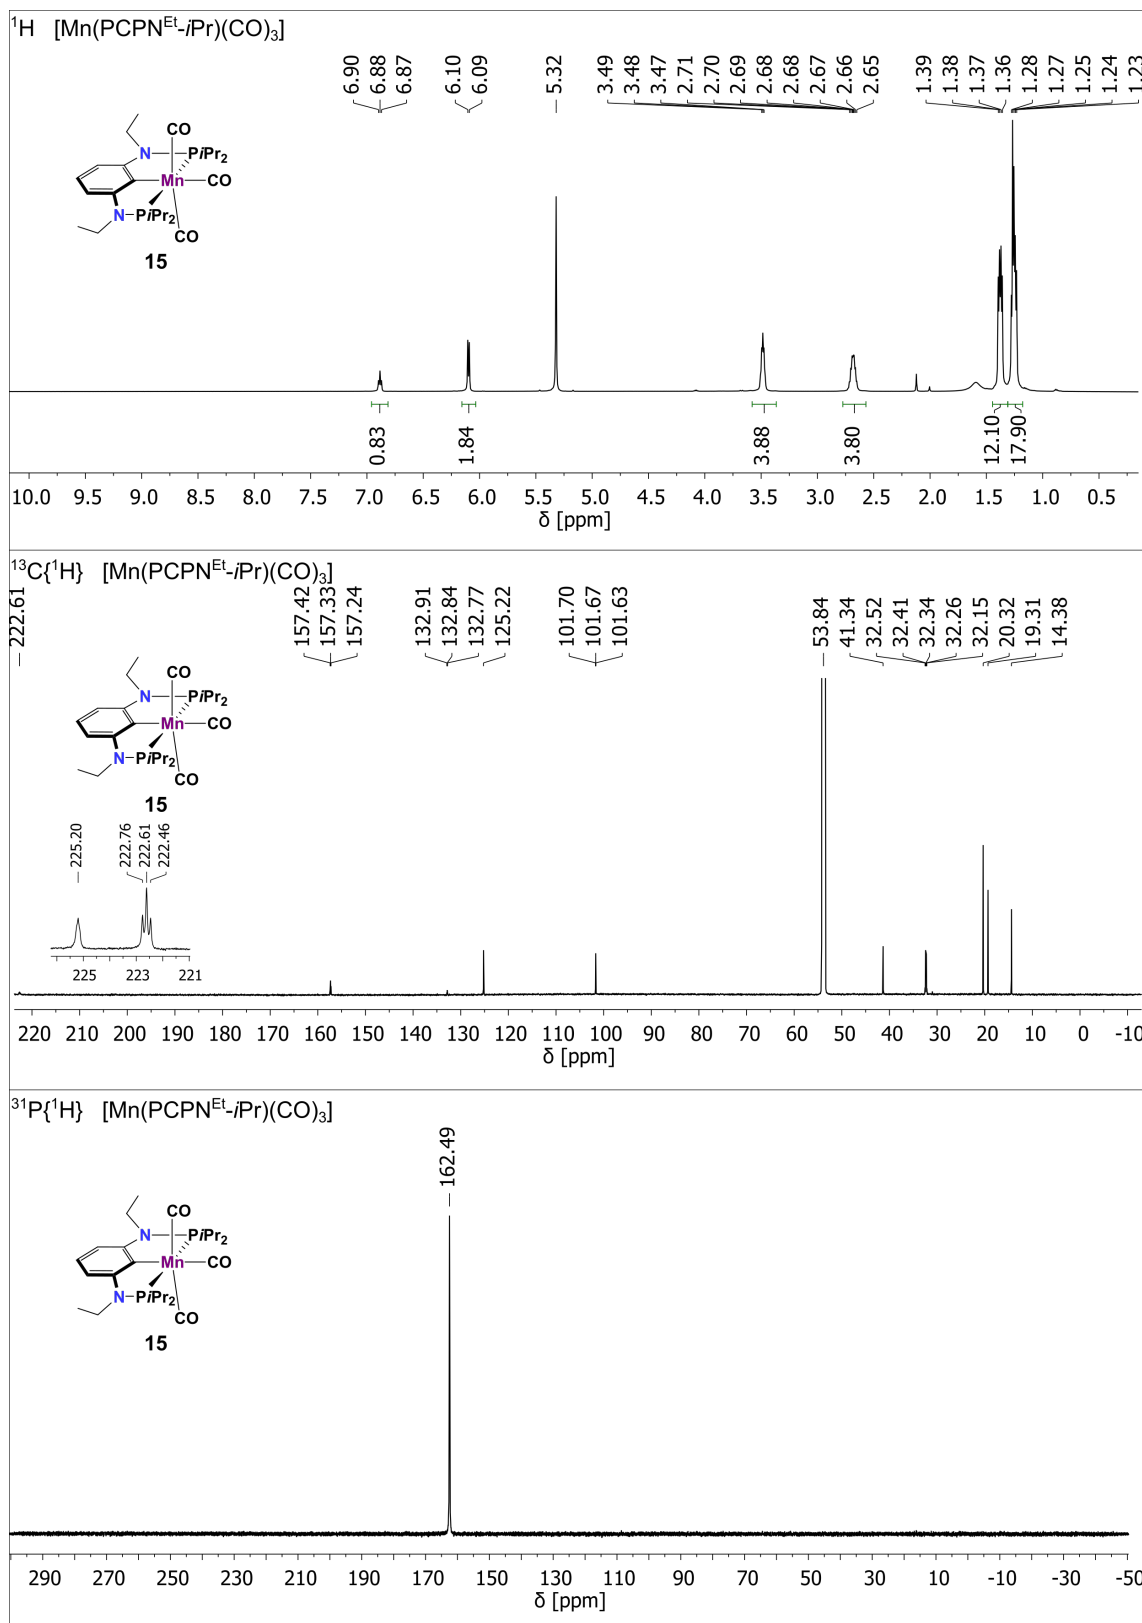 ¹H [Mn(PCPNᴱᵗ-iPr)(CO)₃]
6.90 6.88 6.87 6.10 6.09 5.32 3.49 3.48 3.47 2.71 2.70 2.69 2.68 2.68 2.67 2.66 2.65 1.39 1.38 1.37 1.36 1.28 1.27 1.25 1.24 1.23
CO
N PiPr₂
Mn CO
N PiPr₂
CO
15
0.83 1.84 3.88 3.80 12.10 17.90
10.0 9.5 9.0 8.5 8.0 7.5 7.0 6.5 6.0 5.5 5.0 4.5 4.0 3.5 3.0 2.5 2.0 1.5 1.0 0.5
δ [ppm]
¹³C{¹H} [Mn(PCPNᴱᵗ-iPr)(CO)₃]
222.61 157.42 157.33 157.24 132.91 132.84 132.77 125.22 101.70 101.67 101.63 53.84 41.34 32.52 32.41 32.34 32.26 32.15 20.32 19.31 14.38
CO
N PiPr₂
Mn CO
N PiPr₂
CO
15
225.20 222.76 222.61 222.46
225 223 221
220 210 200 190 180 170 160 150 140 130 120 110 100 90 80 70 60 50 40 30 20 10 0 -10
δ [ppm]
³¹P{¹H} [Mn(PCPNᴱᵗ-iPr)(CO)₃]
162.49
CO
N PiPr₂
Mn CO
N PiPr₂
CO
15
290 270 250 230 210 190 170 150 130 110 90 70 50 30 10 -10 -30 -50
δ [ppm]